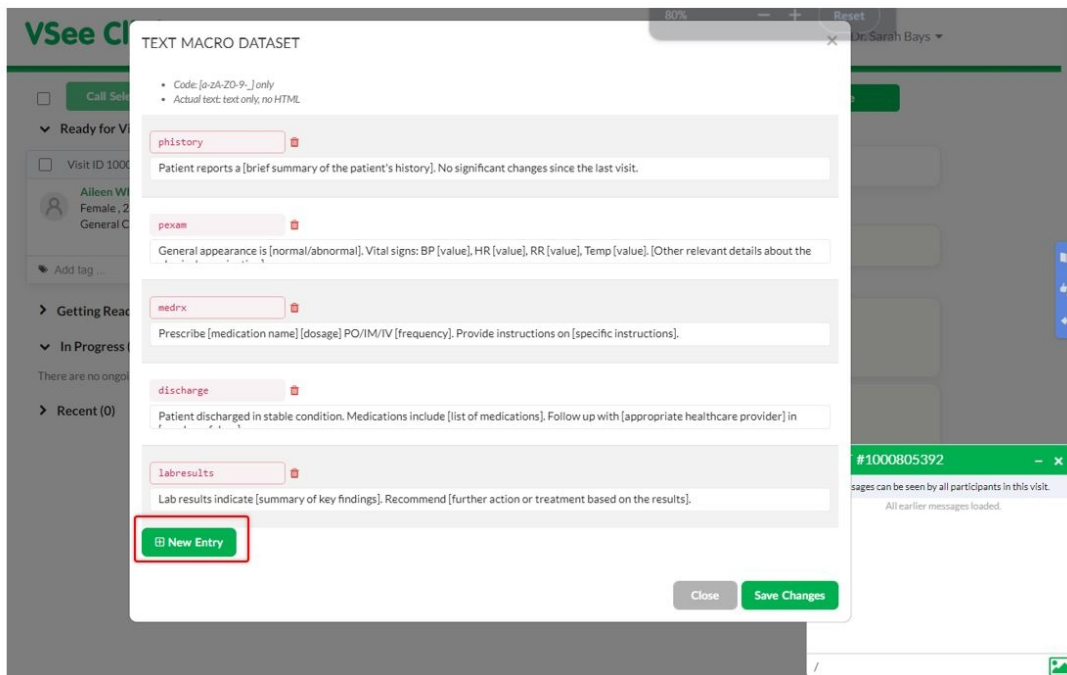 VSee Cl
80%
Reset
Dr. Sarah Bays
TEXT MACRO DATASET
Code: [a-zA-Z0-9-_] only
Actual text: text only, no HTML
Call Sele
Ready for Vi
Visit ID 1000
Aileen Wi
Female, 2
General C
Add tag ...
Getting Read
In Progress (
There are no ongoi
Recent (0)
phistory
Patient reports a [brief summary of the patient's history]. No significant changes since the last visit.
pexam
General appearance is [normal/abnormal]. Vital signs: BP [value], HR [value], RR [value], Temp [value]. [Other relevant details about the
medrx
Prescribe [medication name] [dosage] PO/IM/IV [frequency]. Provide instructions on [specific instructions].
discharge
Patient discharged in stable condition. Medications include [list of medications]. Follow up with [appropriate healthcare provider] in
labresults
Lab results indicate [summary of key findings]. Recommend [further action or treatment based on the results].
New Entry
Close
Save Changes
#1000805392
sages can be seen by all participants in this visit.
All earlier messages loaded.
/